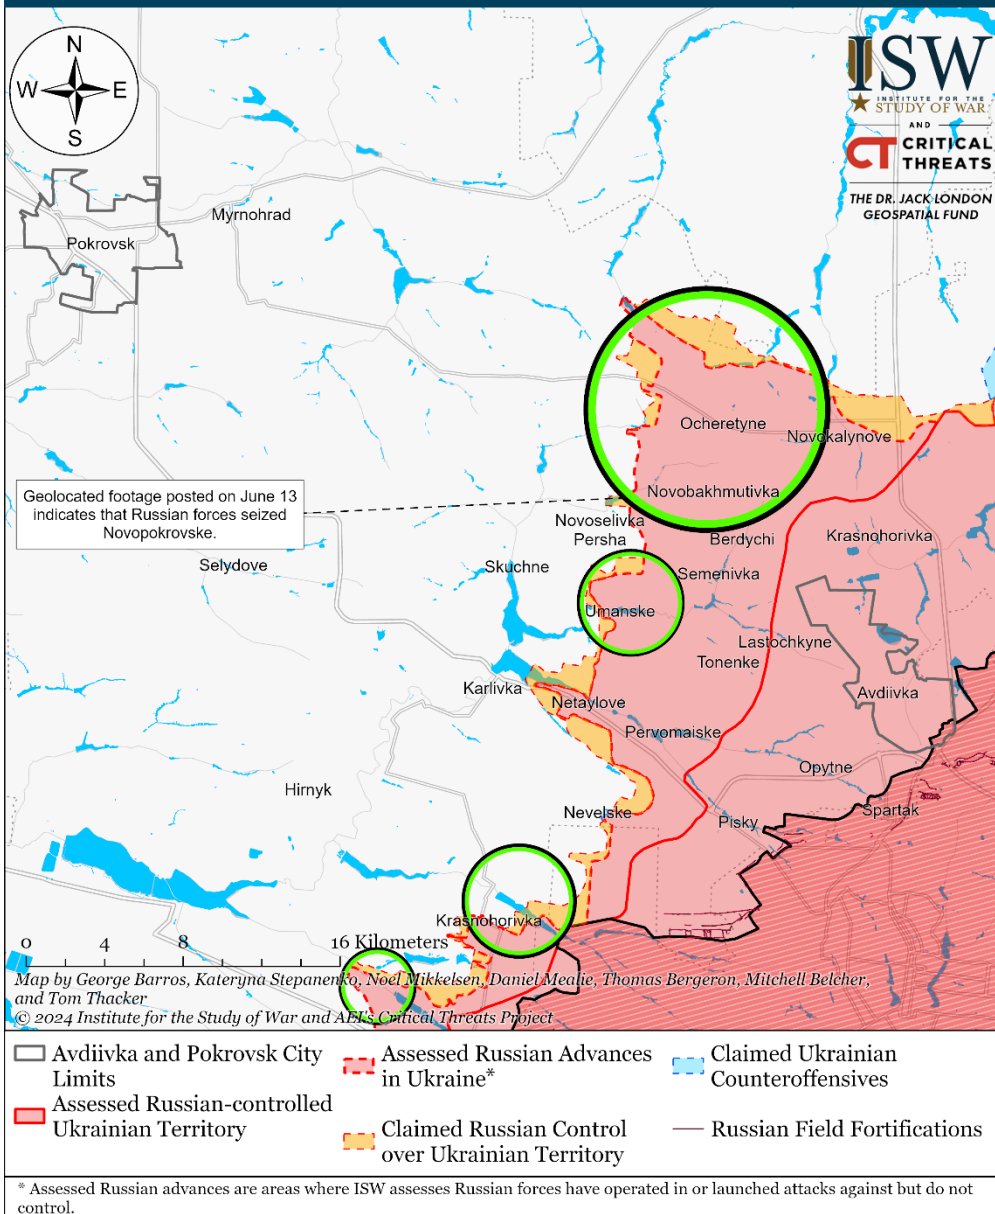 N
W
E
S
ISW
INSTITUTE FOR THE
STUDY OF WAR
AND
CT CRITICAL
THREATS
THE DR. JACK LONDON
GEOSPATIAL FUND
Myrnohrad
Pokrovsk
Ocheretyne
Novokalynove
Geolocated footage posted on June 13
indicates that Russian forces seized
Novopokrovske.
Novobakhmutivka
Novoselivka
Persha
Berdychi
Krasnohorivka
Selydove
Skuchne
Semenivka
Umanske
Lastochkyne
Tonenke
Karlivka
Avdiivka
Netaylove
Pervomaiske
Opytne
Hirnyk
Nevelske
Pisky
Spartak
Krasnohorivka
0 4 8 16 Kilometers
Map by George Barros, Kateryna Stepanenko, Noel Mikkelsen, Daniel Mealie, Thomas Bergeron, Mitchell Belcher,
and Tom Thacker
© 2024 Institute for the Study of War and AEI's Critical Threats Project
Avdiivka and Pokrovsk City
Limits
Assessed Russian-controlled
Ukrainian Territory
Assessed Russian Advances
in Ukraine*
Claimed Russian Control
over Ukrainian Territory
Claimed Ukrainian
Counteroffensives
Russian Field Fortifications
* Assessed Russian advances are areas where ISW assesses Russian forces have operated in or launched attacks against but do not
control.